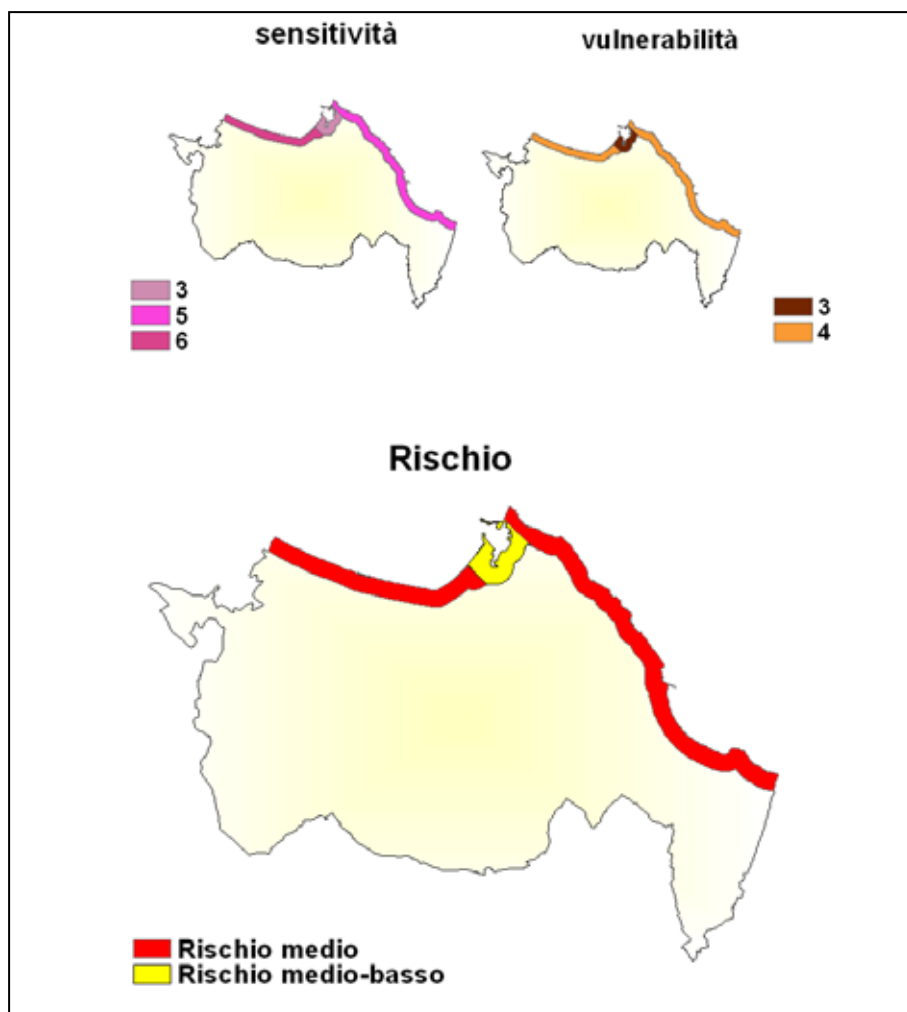 sensitività
vulnerabilità
3
5
6
3
4
Rischio
Rischio medio
Rischio medio-basso